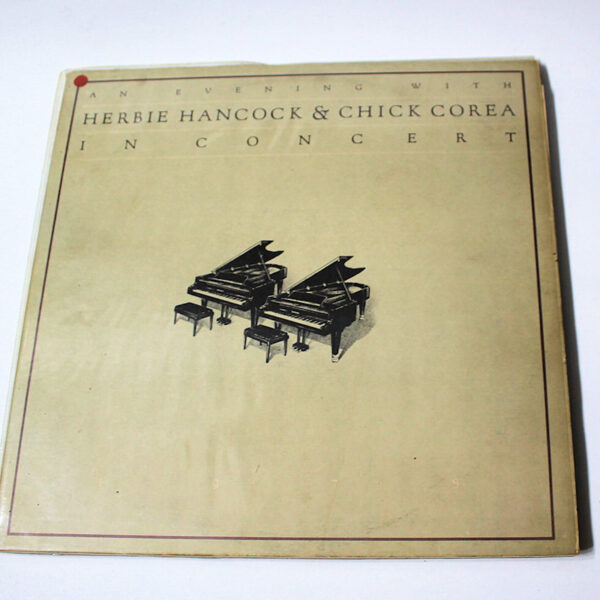 AN EVENING WITH
HERBIE HANCOCK & CHICK COREA
IN CONCERT